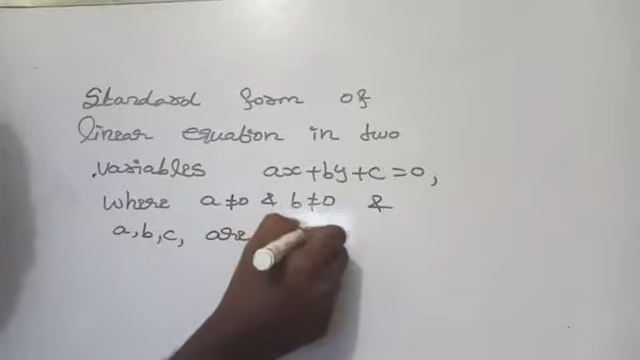 Standard form of
linear equation in two
variables ax+by+c=0,
where a≠0 & b≠0 &
a,b,c, are